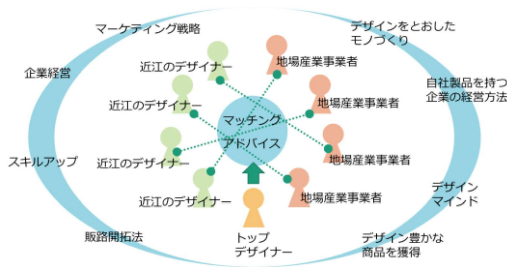 マーケティング戦略
デザインをとおした
モノづくり
企業経営
近江のデザイナー
地場産業事業者
自社製品を持つ
企業の経営方法
近江のデザイナー
地場産業事業者
マッチング
アドバイス
スキルアップ
近江のデザイナー
地場産業事業者
デザイン
マインド
近江のデザイナー
地場産業事業者
販路開拓法
トップ
デザイナー
デザイン豊かな
商品を獲得